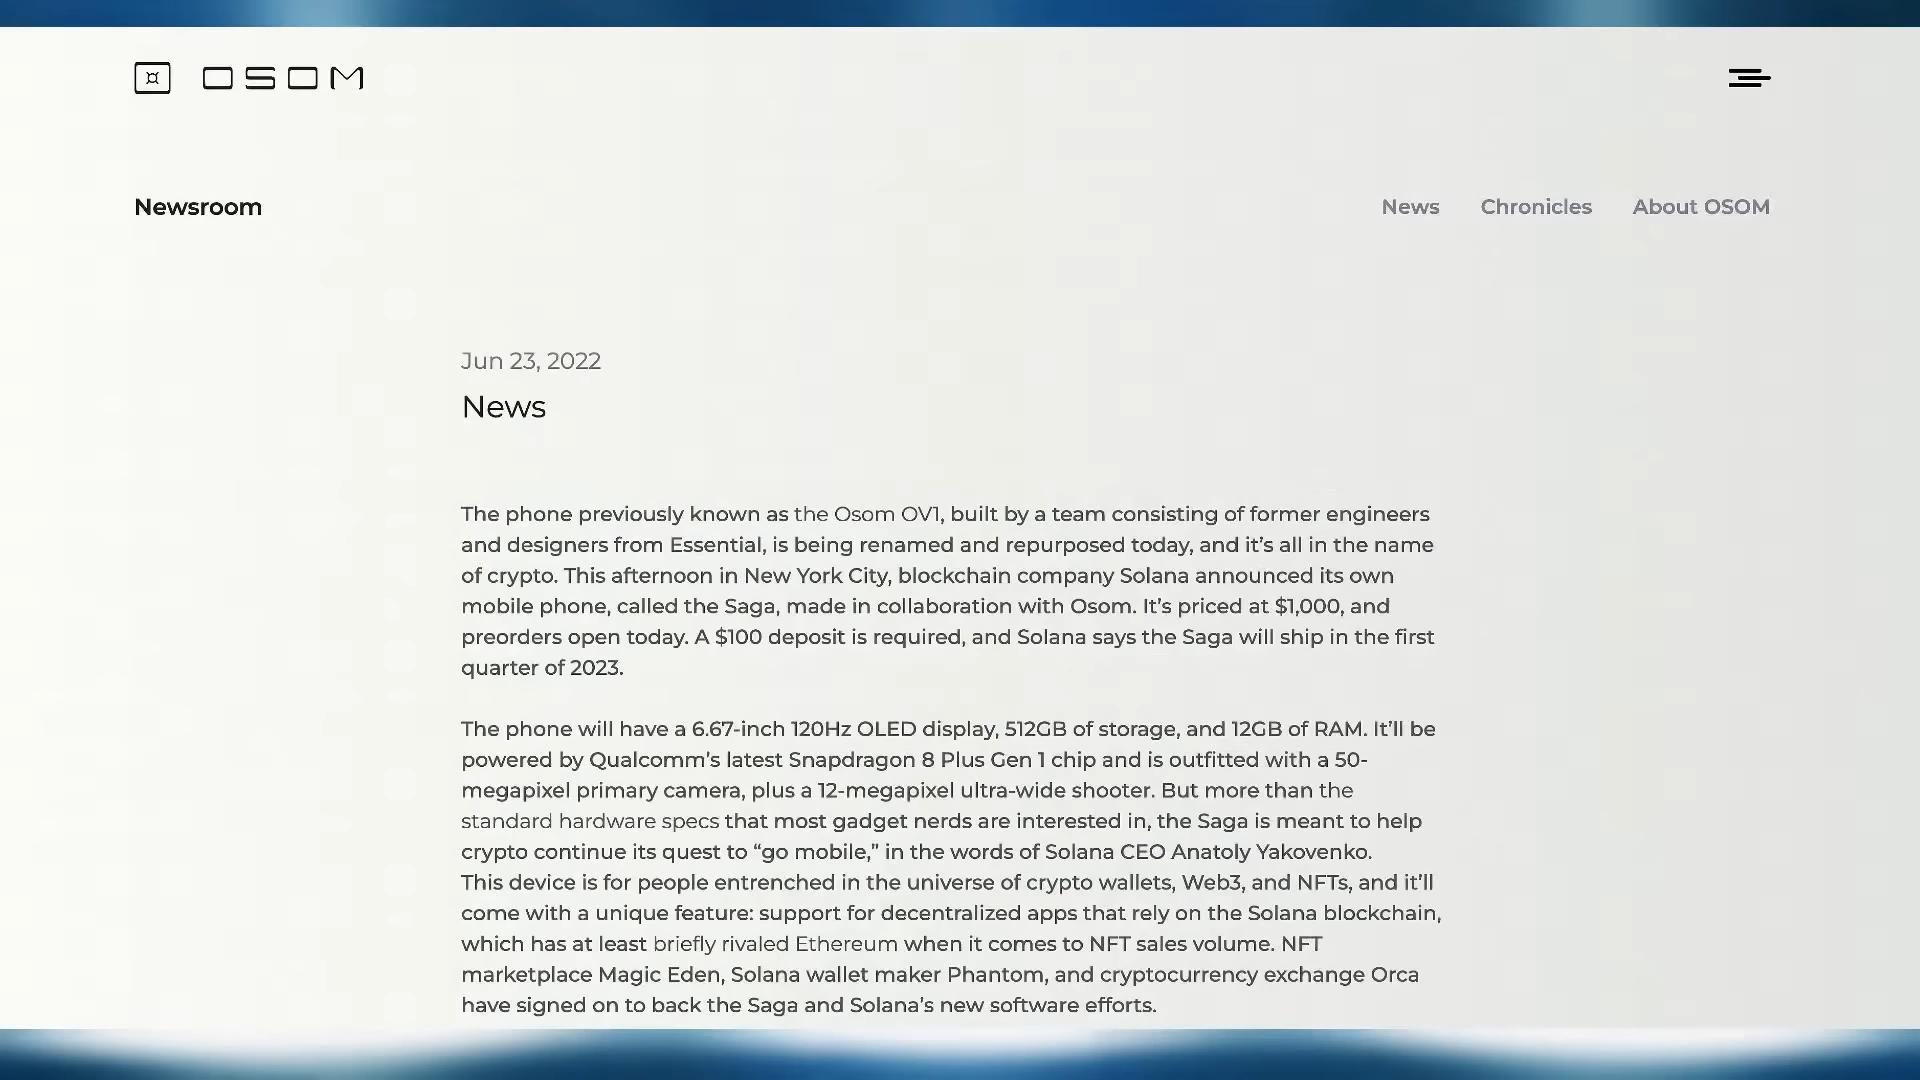 OSOM
Newsroom
News
Chronicles
About OSOM
Jun 23, 2022
News
The phone previously known as the Osom OV1, built by a team consisting of former engineers
and designers from Essential, is being renamed and repurposed today, and it’s all in the name
of crypto. This afternoon in New York City, blockchain company Solana announced its own
mobile phone, called the Saga, made in collaboration with Osom. It’s priced at $1,000, and
preorders open today. A $100 deposit is required, and Solana says the Saga will ship in the first
quarter of 2023.
The phone will have a 6.67-inch 120Hz OLED display, 512GB of storage, and 12GB of RAM. It’ll be
powered by Qualcomm’s latest Snapdragon 8 Plus Gen 1 chip and is outfitted with a 50-
megapixel primary camera, plus a 12-megapixel ultra-wide shooter. But more than the
standard hardware specs that most gadget nerds are interested in, the Saga is meant to help
crypto continue its quest to “go mobile,” in the words of Solana CEO Anatoly Yakovenko.
This device is for people entrenched in the universe of crypto wallets, Web3, and NFTs, and it’ll
come with a unique feature: support for decentralized apps that rely on the Solana blockchain,
which has at least briefly rivaled Ethereum when it comes to NFT sales volume. NFT
marketplace Magic Eden, Solana wallet maker Phantom, and cryptocurrency exchange Orca
have signed on to back the Saga and Solana’s new software efforts.